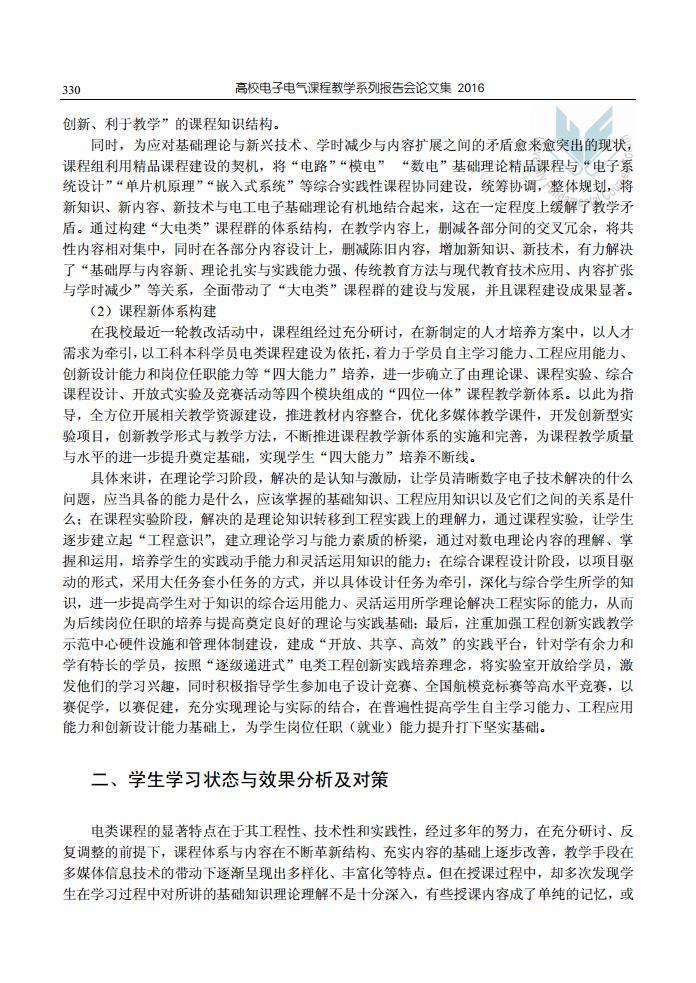 330 高校电子电气课程教学系列报告会论文集 2016
创新、利于教学”的课程知识结构。
同时，为应对基础理论与新兴技术、学时减少与内容扩展之间的矛盾愈来愈突出的现状，
课程组利用精品课程建设的契机，将“电路”“模电” “数电”基础理论精品课程与“电子系
统设计”“单片机原理”“嵌入式系统”等综合实践性课程协同建设，统筹协调，整体规划，将
新知识、新内容、新技术与电工电子基础理论有机地结合起来，这在一定程度上缓解了教学矛
盾。通过构建“大电类”课程群的体系结构，在教学内容上，删减各部分间的交叉冗余，将共
性内容相对集中，同时在各部分内容设计上，删减陈旧内容，增加新知识、新技术，有力解决
了“基础厚与内容新、理论扎实与实践能力强、传统教育方法与现代教育技术应用、内容扩张
与学时减少”等关系，全面带动了“大电类”课程群的建设与发展，并且课程建设成果显著。
（2）课程新体系构建
在我校最近一轮教改活动中，课程组经过充分研讨，在新制定的人才培养方案中，以人才
需求为牵引，以工科本科学员电类课程建设为依托，着力于学员自主学习能力、工程应用能力、
创新设计能力和岗位任职能力等“四大能力”培养，进一步确立了由理论课、课程实验、综合
课程设计、开放式实验及竞赛活动等四个模块组成的“四位一体”课程教学新体系。以此为指
导，全方位开展相关教学资源建设，推进教材内容整合，优化多媒体教学课件，开发创新型实
验项目，创新教学形式与教学方法，不断推进课程教学新体系的实施和完善，为课程教学质量
与水平的进一步提升奠定基础，实现学生“四大能力”培养不断线。
具体来讲，在理论学习阶段，解决的是认知与激励，让学员清晰数字电子技术解决的什么
问题，应当具备的能力是什么，应该掌握的基础知识、工程应用知识以及它们之间的关系是什
么；在课程实验阶段，解决的是理论知识转移到工程实践上的理解力，通过课程实验，让学生
逐步建立起“工程意识”，建立理论学习与能力素质的桥梁，通过对数电理论内容的理解、掌
握和运用，培养学生的实践动手能力和灵活运用知识的能力；在综合课程设计阶段，以项目驱
动的形式，采用大任务套小任务的方式，并以具体设计任务为牵引，深化与综合学生所学的知
识，进一步提高学生对于知识的综合运用能力、灵活运用所学理论解决工程实际的能力，从而
为后续岗位任职的培养与提高奠定良好的理论与实践基础；最后，注重加强工程创新实践教学
示范中心硬件设施和管理体制建设，建成“开放、共享、高效”的实践平台，针对学有余力和
学有特长的学员，按照“逐级递进式”电类工程创新实践培养理念，将实验室开放给学员，激
发他们的学习兴趣，同时积极指导学生参加电子设计竞赛、全国航模竞标赛等高水平竞赛，以
赛促学，以赛促建，充分实现理论与实际的结合，在普遍性提高学生自主学习能力、工程应用
能力和创新设计能力基础上，为学生岗位任职（就业）能力提升打下坚实基础。
二、学生学习状态与效果分析及对策
电类课程的显著特点在于其工程性、技术性和实践性，经过多年的努力，在充分研讨、反
复调整的前提下，课程体系与内容在不断革新结构、充实内容的基础上逐步改善，教学手段在
多媒体信息技术的带动下逐渐呈现出多样化、丰富化等特点。但在授课过程中，却多次发现学
生在学习过程中对所讲的基础知识理论理解不是十分深入，有些授课内容成了单纯的记忆，或